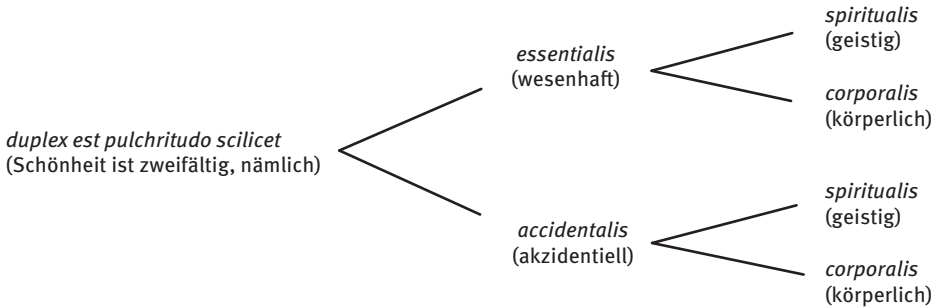 duplex est pulchritudo scilicet
(Schönheit ist zweifältig, nämlich)
essentialis
(wesenhaft)
spiritualis
(geistig)
corporalis
(körperlich)
accidentalis
(akzidentiell)
spiritualis
(geistig)
corporalis
(körperlich)